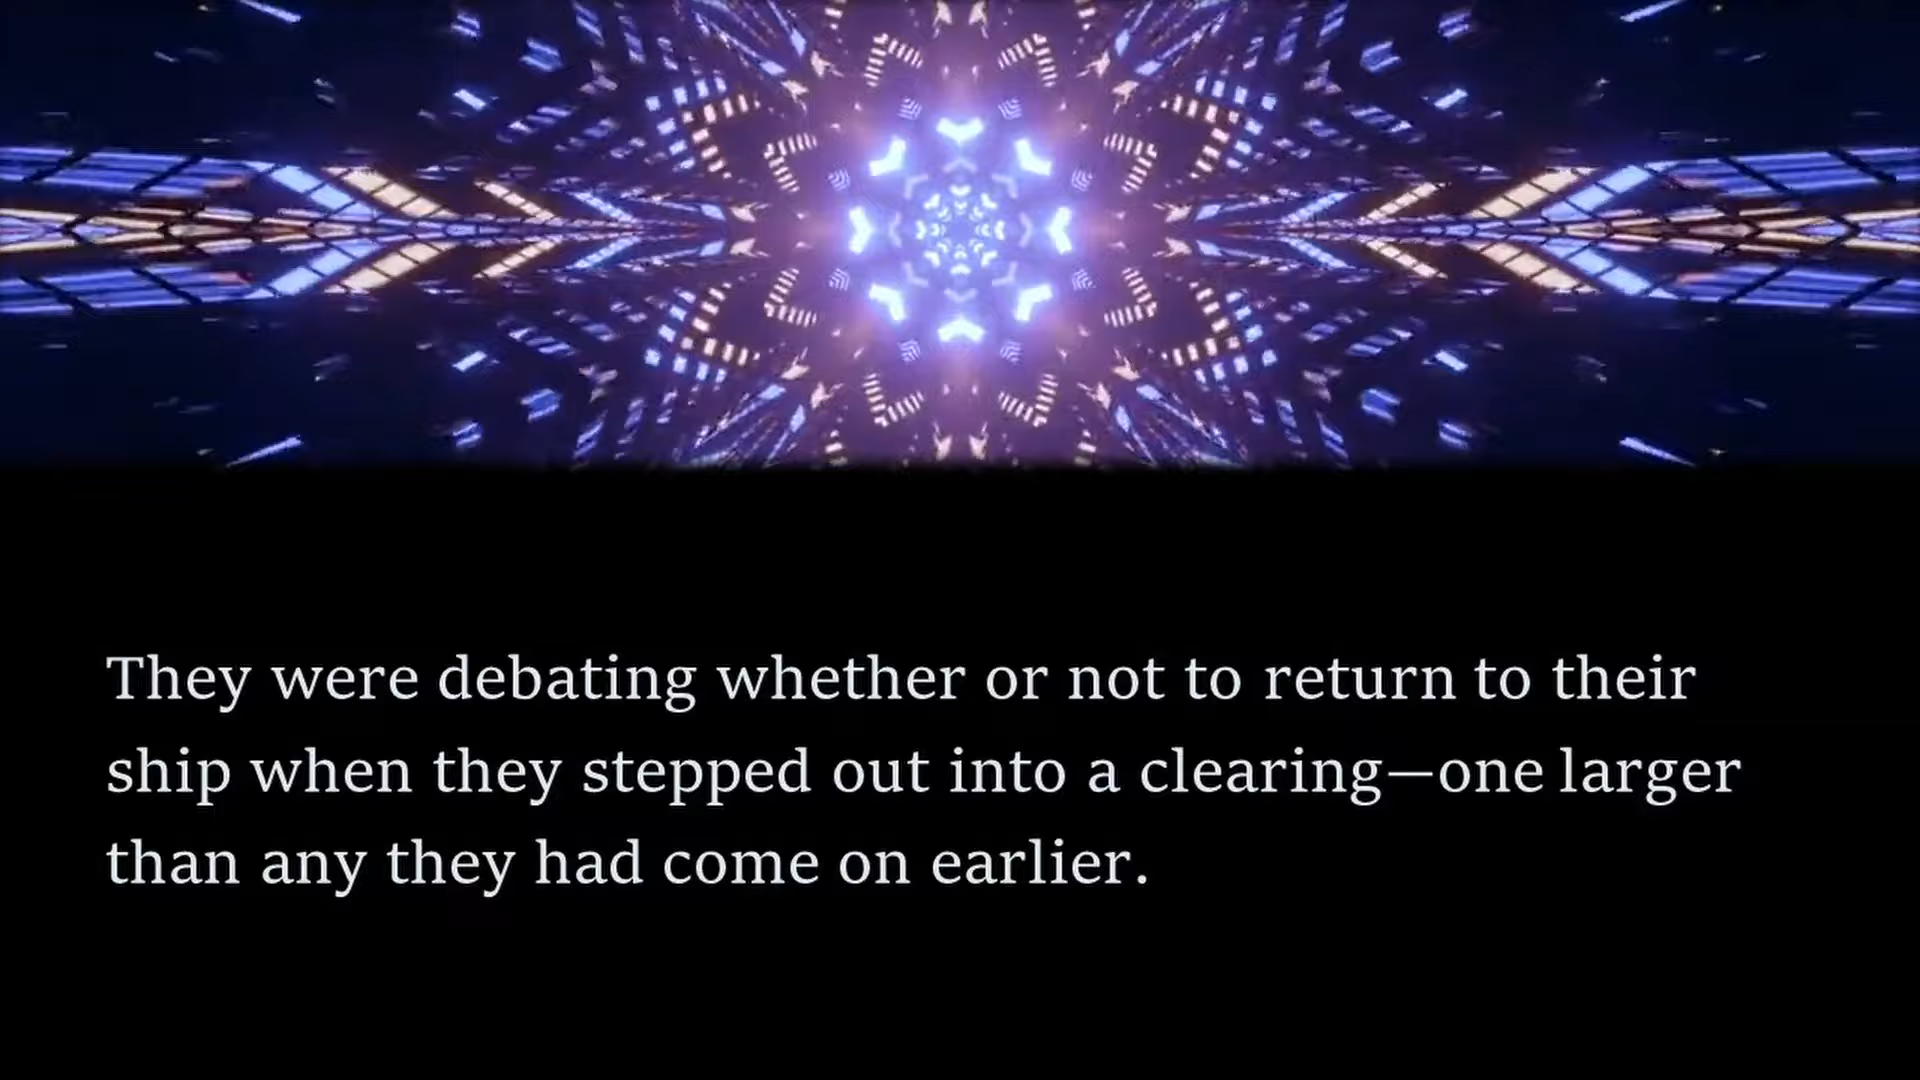 They were debating whether or not to return to their
ship when they stepped out into a clearing—one larger
than any they had come on earlier.